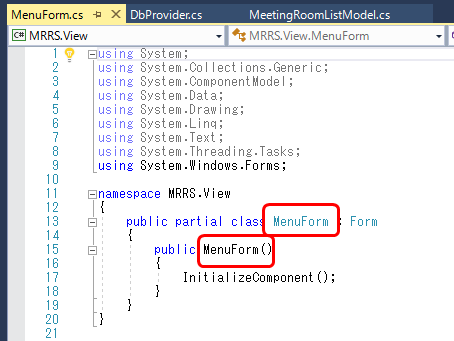 MenuForm.cs
DbProvider.cs
MeetingRoomListModel.cs
C# MRRS.View
MRRS.View.MenuForm
1 using System;
2 using System.Collections.Generic;
3 using System.ComponentModel;
4 using System.Data;
5 using System.Drawing;
6 using System.Linq;
7 using System.Text;
8 using System.Threading.Tasks;
9 using System.Windows.Forms;
10
11 namespace MRRS.View
12 {
13 public partial class MenuForm : Form
14 {
15 public MenuForm()
16 {
17 InitializeComponent();
18 }
19 }
20 }
21